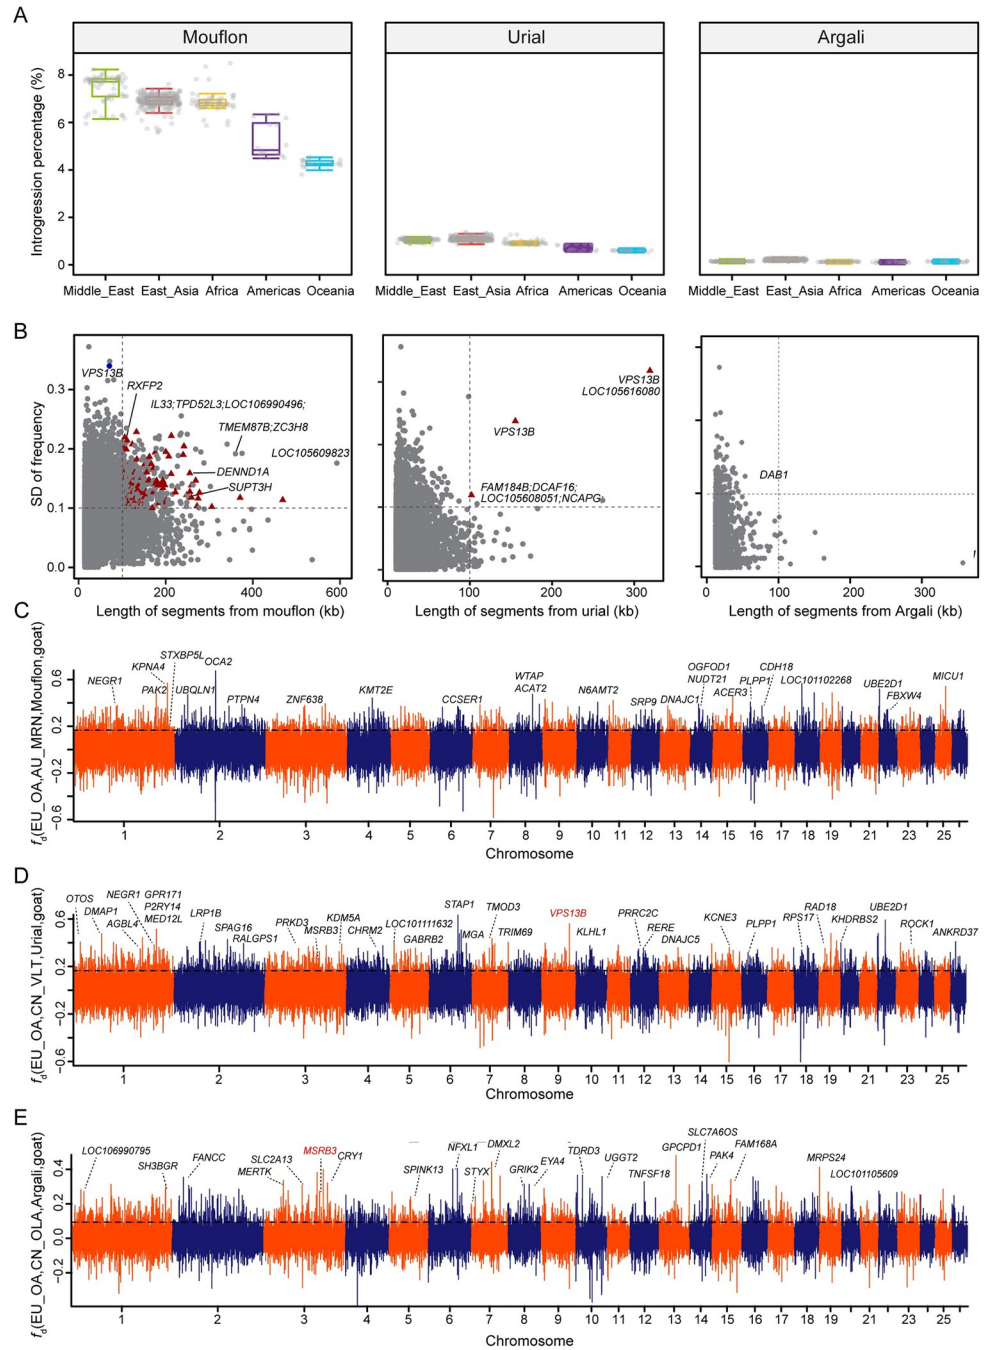 A
Mouflon
Urial
Argali
Introgression percentage (%)
8
6
4
2
0
Middle_East East_Asia Africa Americas Oceania
Middle_East East_Asia Africa Americas Oceania
Middle_East East_Asia Africa Americas Oceania
B
SD of frequency
0.3
0.2
0.1
0.0
VPS13B
RXFP2
IL33;TPD52L3;LOC106990496;
TMEM87B;ZC3H8
LOC105609823
DENND1A
SUPT3H
0 200 400 600
Length of segments from mouflon (kb)
VPS13B
LOC105616080
VPS13B
FAM184B;DCAF16;
LOC105608051;NCAPG;
0 100 200 300
Length of segments from urial (kb)
DAB1
0 100 200 300
Length of segments from Argali (kb)
C
fd(EU_OA,AU_MRN,Mouflon,goat)
0.6
0.2
−0.2
−0.6
NEGR1
KPNA4
PAK2
STXBP5L
UBQLN1
OCA2
PTPN4
ZNF638
KMT2E
CCSER1
WTAP
ACAT2
N6AMT2
SRP9
DNAJC1
OGFOD1
NUDT21
ACER3
PLPP1
CDH18
LOC101102268
UBE2D1
FBXW4
MICU1
1 2 3 4 5 6 7 8 9 10 11 12 13 14 15 16 17 18 19 21 23 25
Chromosome
D
fd(EU_OA,CN_VLT,Urial,goat)
0.6
0.2
−0.2
−0.6
OTOS
DMAP1
NEGR1
AGBL4
GPR171
P2RY14
MED12L
LRP1B
SPAG16
RALGPS1
PRKD3
MSRB3
KDM5A
CHRM2
LOC101111632
GABRB2
STAP1
MGA
TMOD3
TRIM69
VPS13B
KLHL1
PRRC2C
RERE
DNAJC5
KCNE3
PLPP1
RPS17
RAD18
KHDRBS2
UBE2D1
ROCK1
ANKRD37
1 2 3 4 5 6 7 8 9 10 11 12 13 14 15 16 17 18 19 21 23 25
Chromosome
E
fd(EU_OA,CN_OLA,Argali,goat)
0.4
0.2
0.0
−0.2
LOC106990795
SH3BGR
FANCC
MERTK
SLC2A13
MSRB3
CRY1
SPINK13
NFXL1
STYX
DMXL2
GRIK2
EYA4
TDRD3
UGGT2
TNFSF18
GPCPD1
SLC7A6OS
PAK4
FAM168A
MRPS24
LOC101105609
1 2 3 4 5 6 7 8 9 10 11 12 13 14 15 16 17 18 19 21 23 25
Chromosome